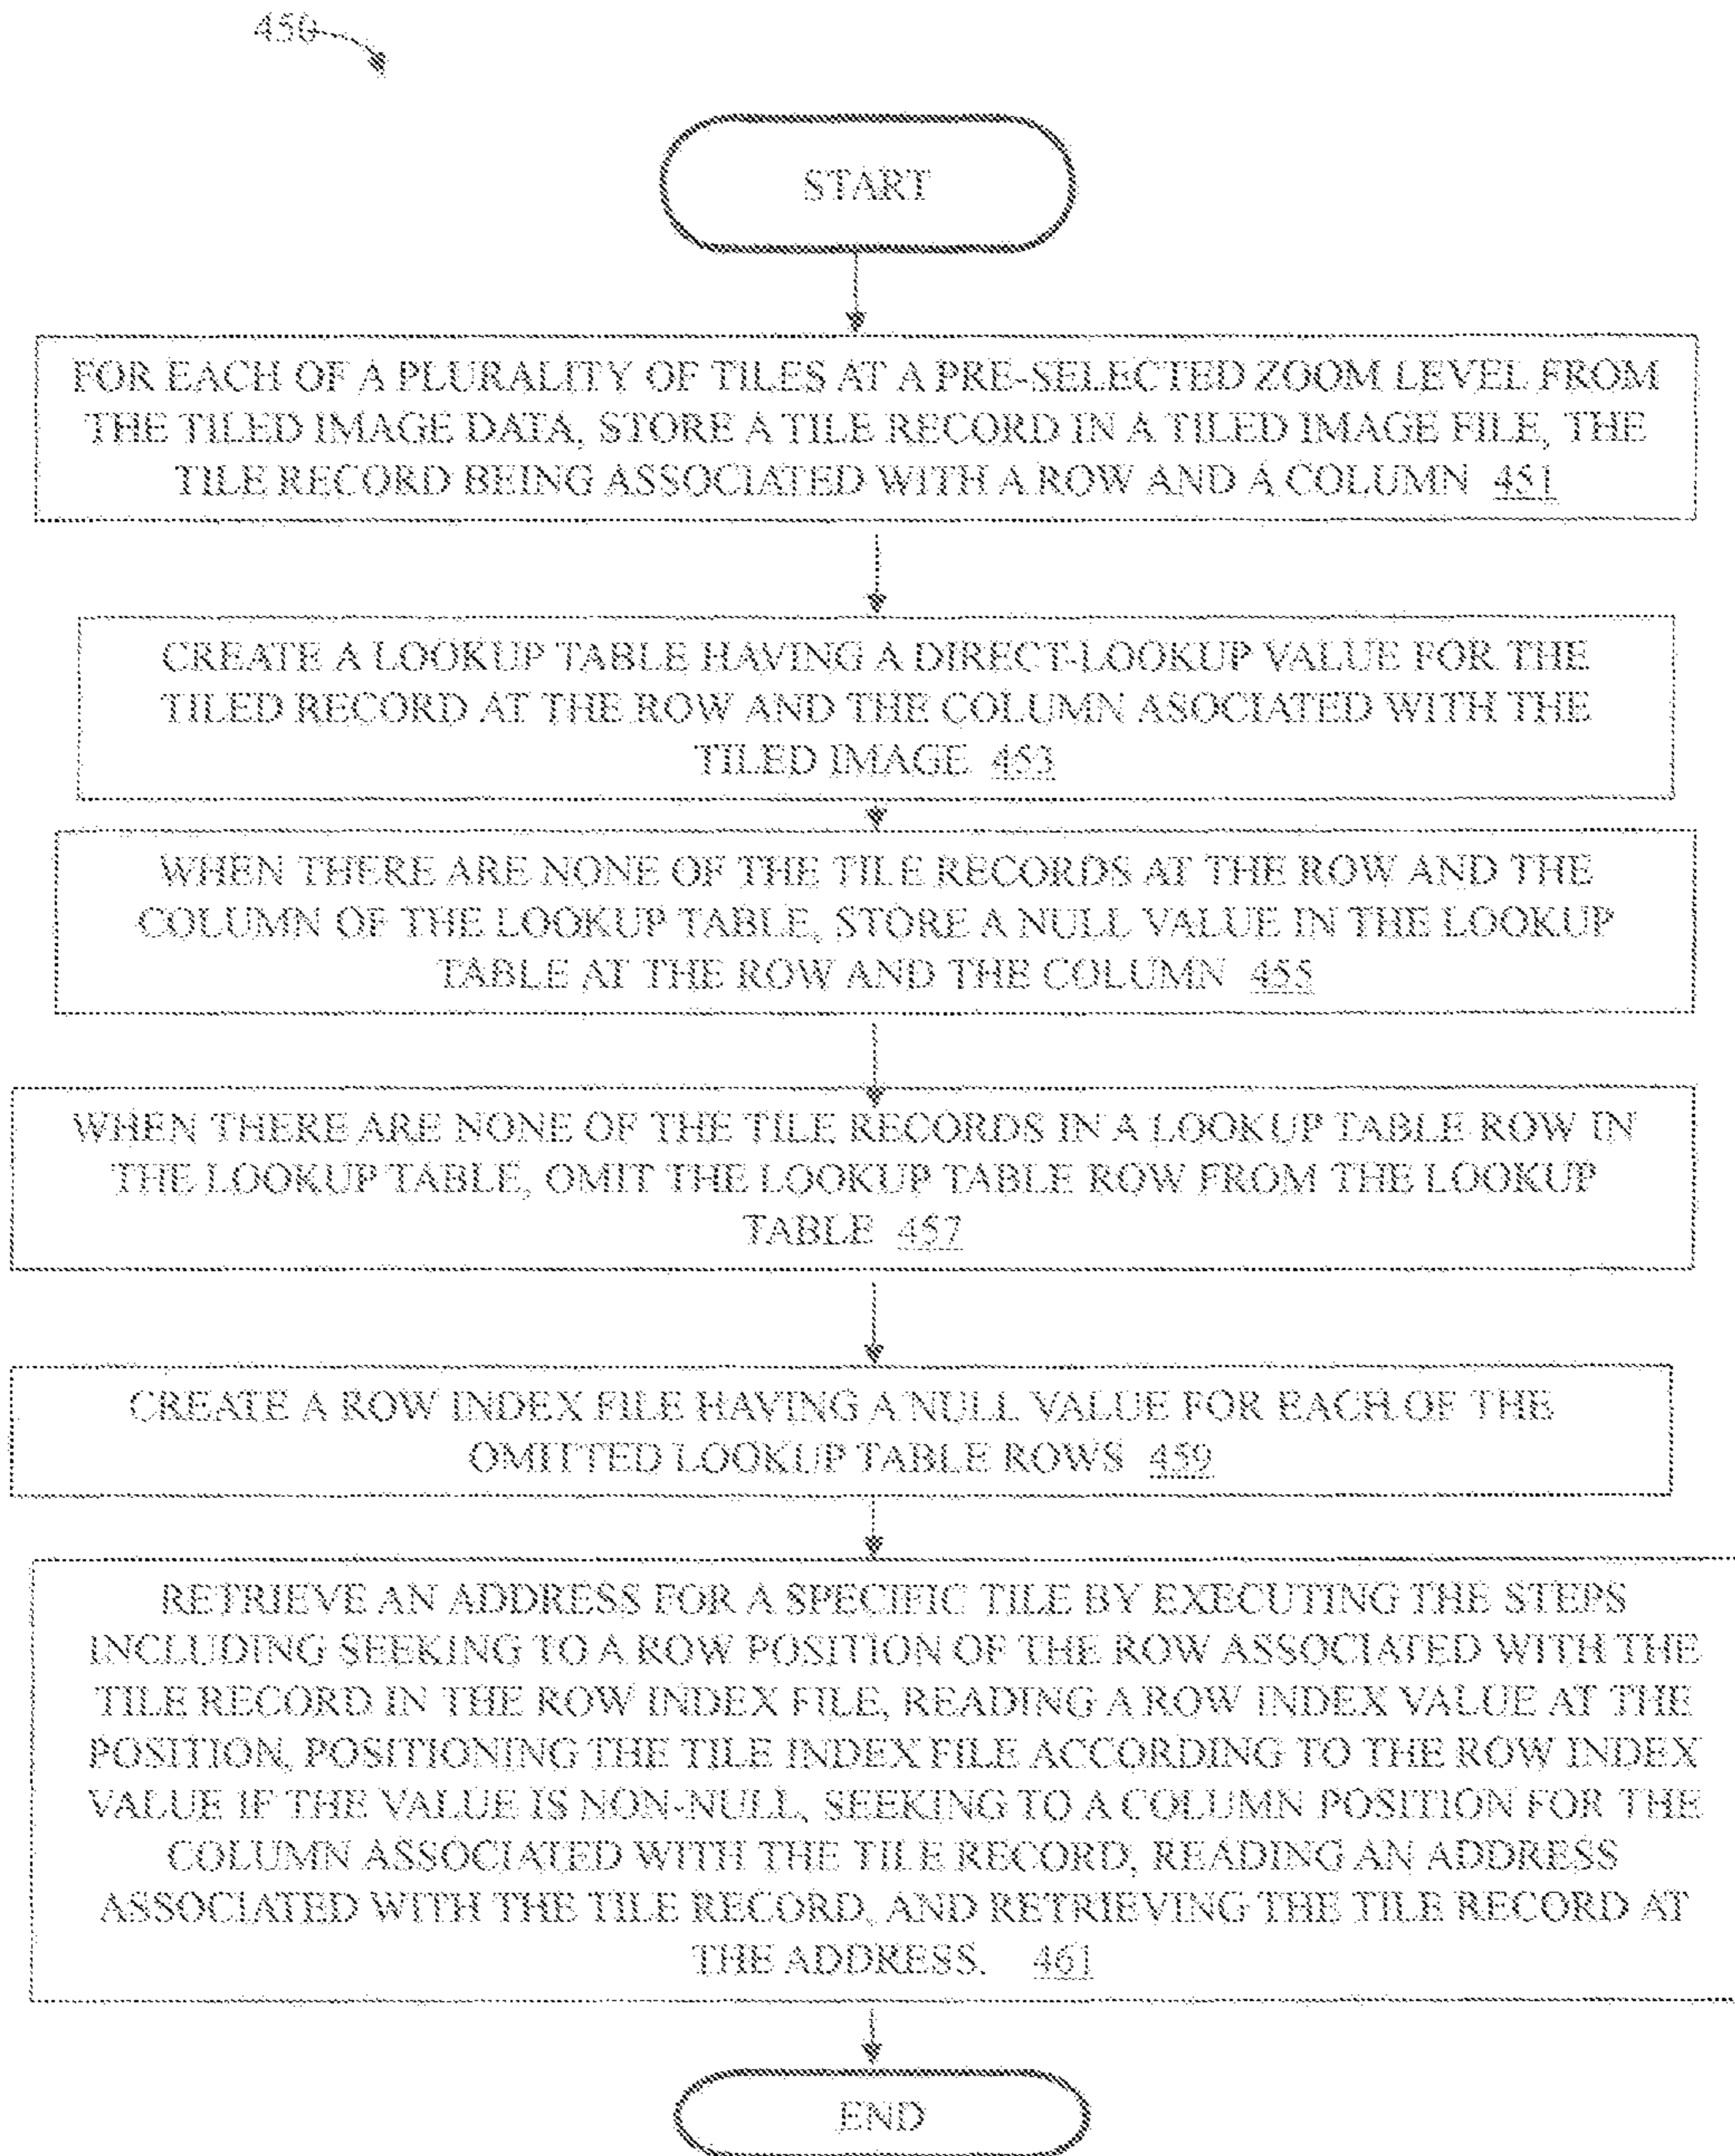 450
START
FOR EACH OF A PLURALITY OF TILES AT A PRE-SELECTED ZOOM LEVEL FROM
THE TILED IMAGE DATA, STORE A TILE RECORD IN A TILED IMAGE FILE, THE
TILE RECORD BEING ASSOCIATED WITH A ROW AND A COLUMN 451
CREATE A LOOKUP TABLE HAVING A DIRECT-LOOKUP VALUE FOR THE
TILED RECORD AT THE ROW AND THE COLUMN ASOCIATED WITH THE
TILED IMAGE 453
WHEN THERE ARE NONE OF THE TILE RECORDS AT THE ROW AND THE
COLUMN OF THE LOOKUP TABLE, STORE A NULL VALUE IN THE LOOKUP
TABLE AT THE ROW AND THE COLUMN 455
WHEN THERE ARE NONE OF THE TILE RECORDS IN A LOOKUP TABLE ROW IN
THE LOOKUP TABLE, OMIT THE LOOKUP TABLE ROW FROM THE LOOKUP
TABLE 457
CREATE A ROW INDEX FILE HAVING A NULL VALUE FOR EACH OF THE
OMITTED LOOKUP TABLE ROWS 459
RETRIEVE AN ADDRESS FOR A SPECIFIC TILE BY EXECUTING THE STEPS
INCLUDING SEEKING TO A ROW POSITION OF THE ROW ASSOCIATED WITH THE
TILE RECORD IN THE ROW INDEX FILE, READING A ROW INDEX VALUE AT THE
POSITION, POSITIONING THE TILE INDEX FILE ACCORDING TO THE ROW INDEX
VALUE IF THE VALUE IS NON-NULL, SEEKING TO A COLUMN POSITION FOR THE
COLUMN ASSOCIATED WITH THE TILE RECORD, READING AN ADDRESS
ASSOCIATED WITH THE TILE RECORD, AND RETRIEVING THE TILE RECORD AT
THE ADDRESS. 461
END